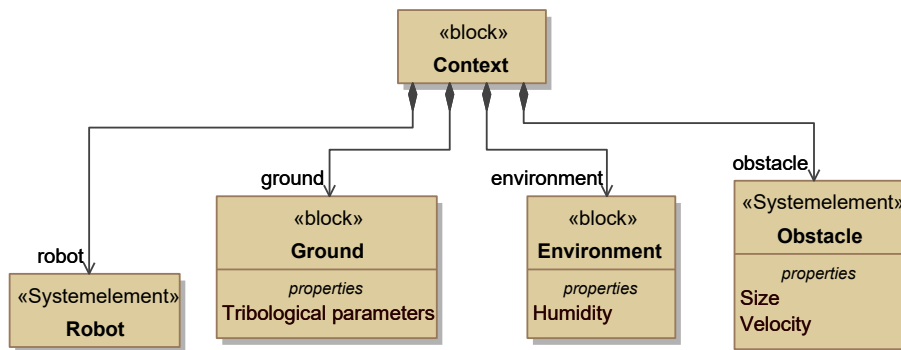 «block»
Context
robot
«Systemelement»
Robot
ground
«block»
Ground
properties
Tribological parameters
environment
«block»
Environment
properties
Humidity
obstacle
«Systemelement»
Obstacle
properties
Size
Velocity